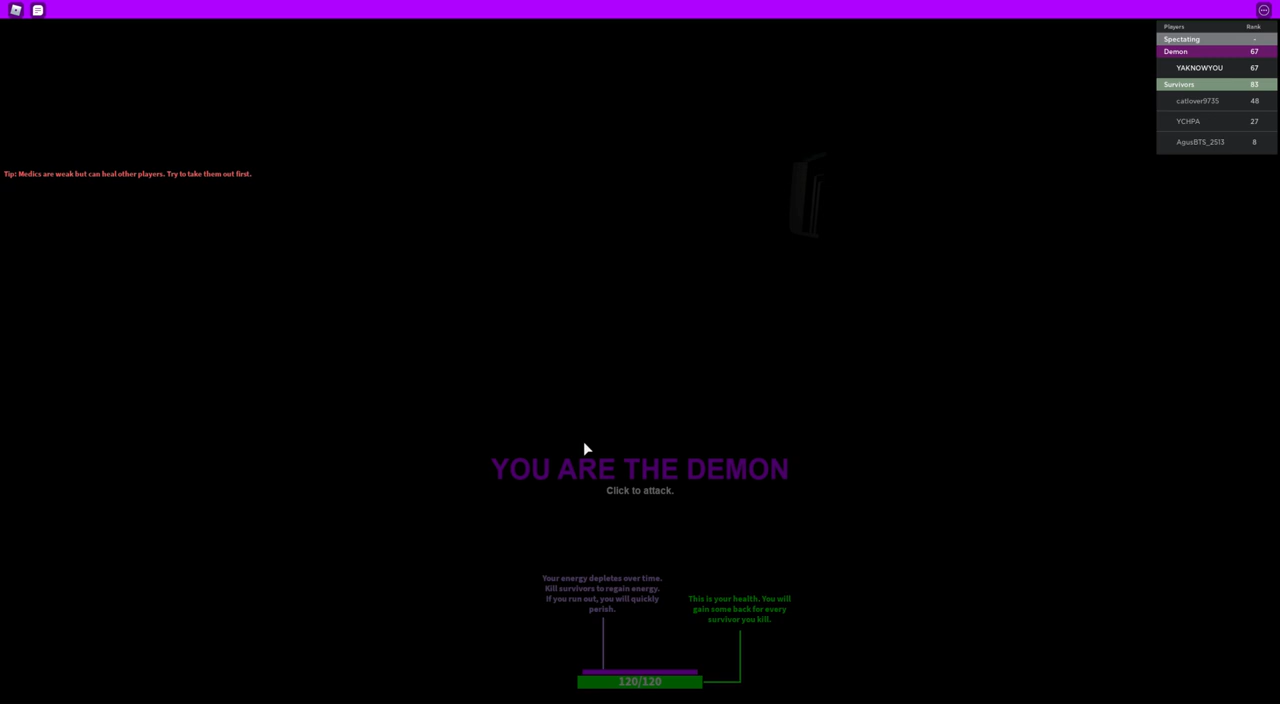 Players Rank
Spectating -
Demon 67
YAKNOWYOU 67
Survivors 83
catlover9735 48
YCHPA 27
AgusBTS_2513 8
Tip: Medics are weak but can heal other players. Try to take them out first.
YOU ARE THE DEMON
Click to attack.
Your energy depletes over time.
Kill survivors to regain energy.
If you run out, you will quickly
perish.
This is your health. You will
gain some back for every
survivor you kill.
120/120